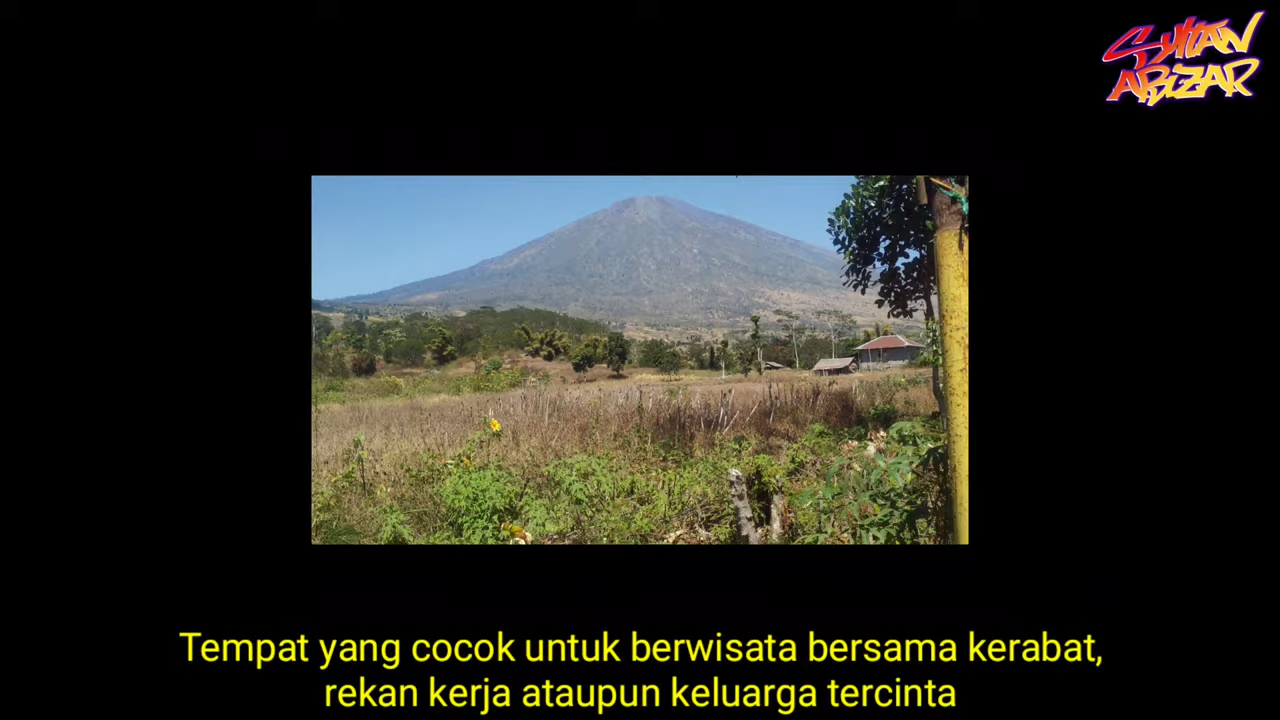 SULTAN
ABIZAR
Tempat yang cocok untuk berwisata bersama kerabat,
rekan kerja ataupun keluarga tercinta